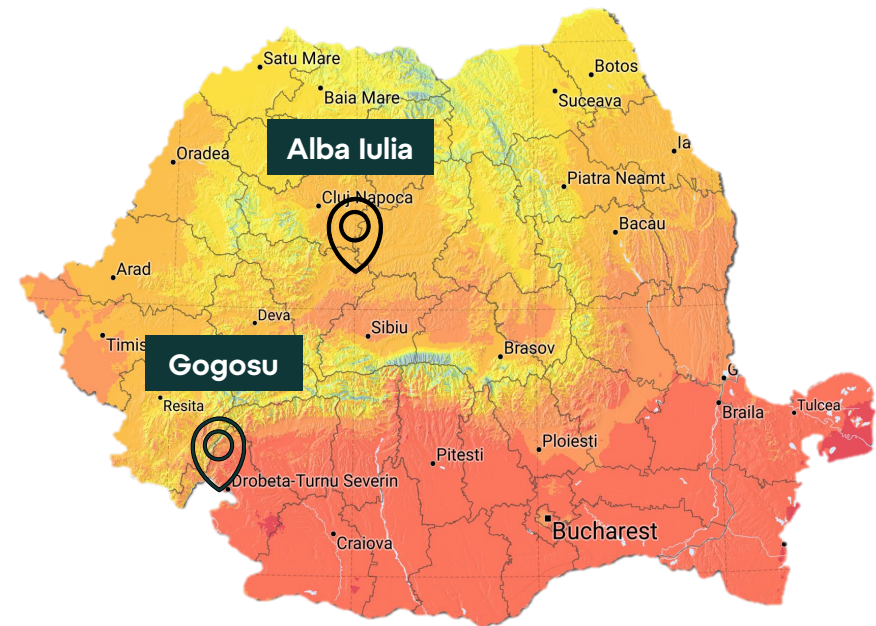 Satu Mare
Botos
Baia Mare
Suceava
Alba Iulia
Oradea
Ia
Piatra Neamt
Cluj Napoca
Bacau
Arad
Deva
Sibiu
Timis
Brasov
Gogosu
G
Resita
Braila
Tulcea
Ploiesti
Pitesti
Drobeta-Turnu Severin
Bucharest
Craiova